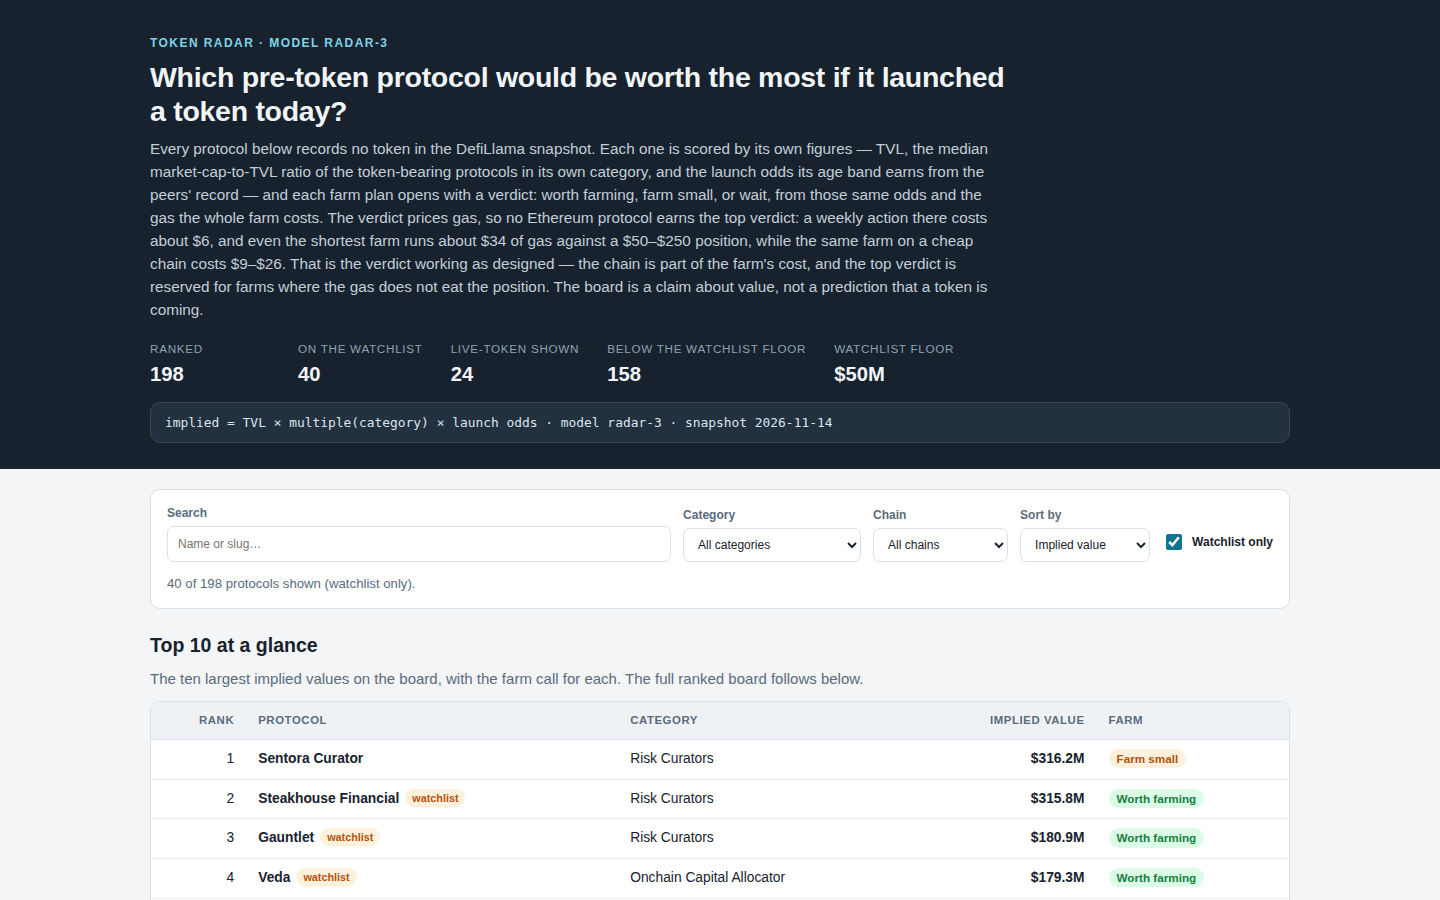 TOKEN RADAR · MODEL RADAR-3
Which pre-token protocol would be worth the most if it launched
a token today?
Every protocol below records no token in the DefiLlama snapshot. Each one is scored by its own figures — TVL, the median
market-cap-to-TVL ratio of the token-bearing protocols in its own category, and the launch odds its age band earns from the
peers' record — and each farm plan opens with a verdict: worth farming, farm small, or wait, from those same odds and the
gas the whole farm costs. The verdict prices gas, so no Ethereum protocol earns the top verdict: a weekly action there costs
about $6, and even the shortest farm runs about $34 of gas against a $50–$250 position, while the same farm on a cheap
chain costs $9–$26. That is the verdict working as designed — the chain is part of the farm's cost, and the top verdict is
reserved for farms where the gas does not eat the position. The board is a claim about value, not a prediction that a token is
coming.
RANKED ON THE WATCHLIST LIVE-TOKEN SHOWN BELOW THE WATCHLIST FLOOR WATCHLIST FLOOR
198 40 24 158 $50M
implied = TVL × multiple(category) × launch odds · model radar-3 · snapshot 2026-11-14
Search Category Chain Sort by
Name or slug… All categories All chains Implied value Watchlist only
40 of 198 protocols shown (watchlist only).
Top 10 at a glance
The ten largest implied values on the board, with the farm call for each. The full ranked board follows below.
RANK PROTOCOL CATEGORY IMPLIED VALUE FARM
1 Sentora Curator Risk Curators $316.2M Farm small
2 Steakhouse Financial watchlist Risk Curators $315.8M Worth farming
3 Gauntlet watchlist Risk Curators $180.9M Worth farming
4 Veda watchlist Onchain Capital Allocator $179.3M Worth farming